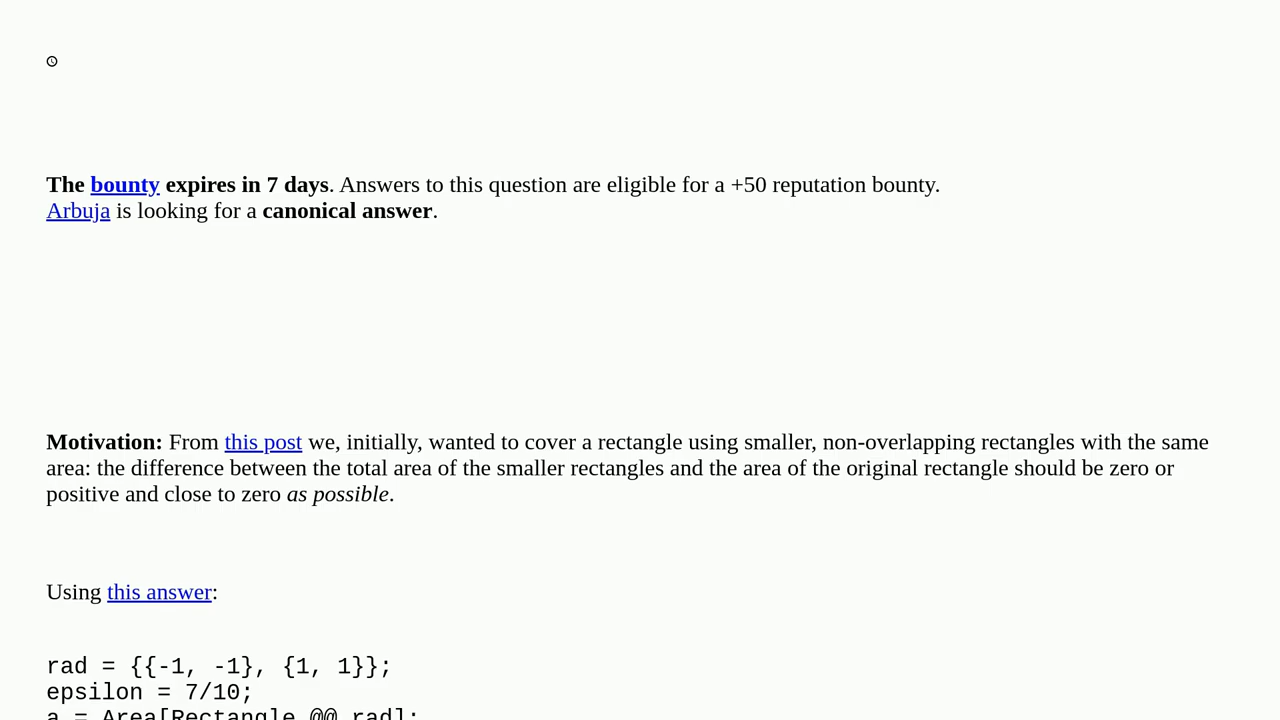 The bounty expires in 7 days. Answers to this question are eligible for a +50 reputation bounty.
Arbuja is looking for a canonical answer.
Motivation: From this post we, initially, wanted to cover a rectangle using smaller, non-overlapping rectangles with the same
area: the difference between the total area of the smaller rectangles and the area of the original rectangle should be zero or
positive and close to zero as possible.
Using this answer:
rad = {{-1, -1}, {1, 1}};
epsilon = 7/10;
a = Area[Rectangle @@ rad];